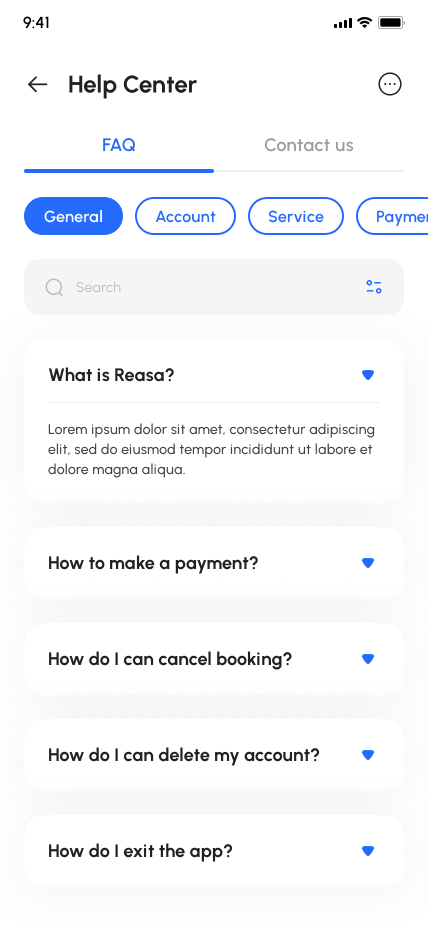 9:41
Help Center
FAQ
Contact us
General
Account
Service
Paymen
Search
What is Reasa?
Lorem ipsum dolor sit amet, consectetur adipiscing
elit, sed do eiusmod tempor incididunt ut labore et
dolore magna aliqua.
How to make a payment?
How do I can cancel booking?
How do I can delete my account?
How do I exit the app?